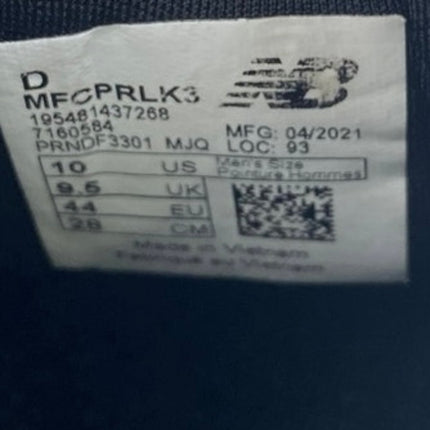 D
NB
MFCPRLK3
195481437268
7160584
MFG: 04/2021
PRNDF3301 MJQ LOC: 93
10 US Men's Size
Pointure Hommes
9.5 UK
44 EU
28 CM
Made in Vietnam
Fabriqué au Vietnam